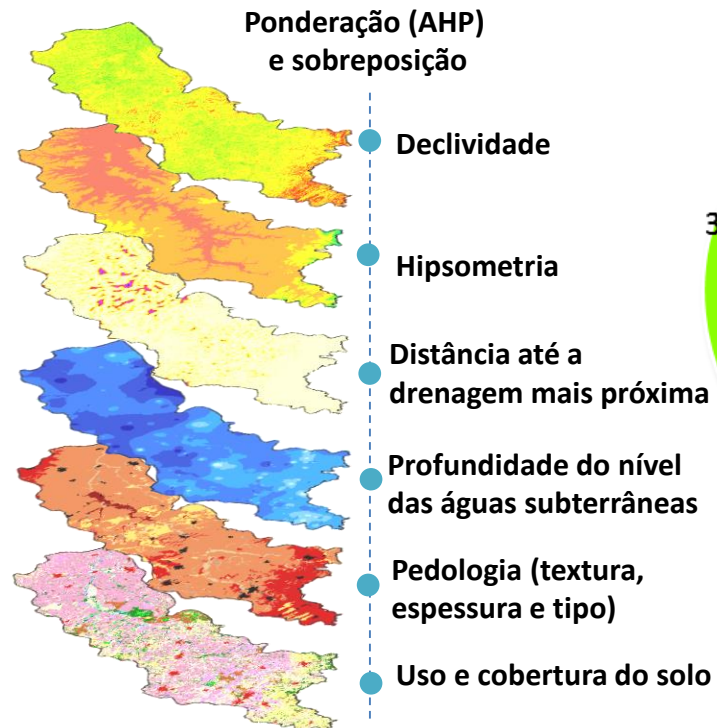 Ponderação (AHP)
e sobreposição
Declividade
Hipsometria
3
Distância até a
drenagem mais próxima
Profundidade do nível
das águas subterrâneas
Pedologia (textura,
espessura e tipo)
Uso e cobertura do solo